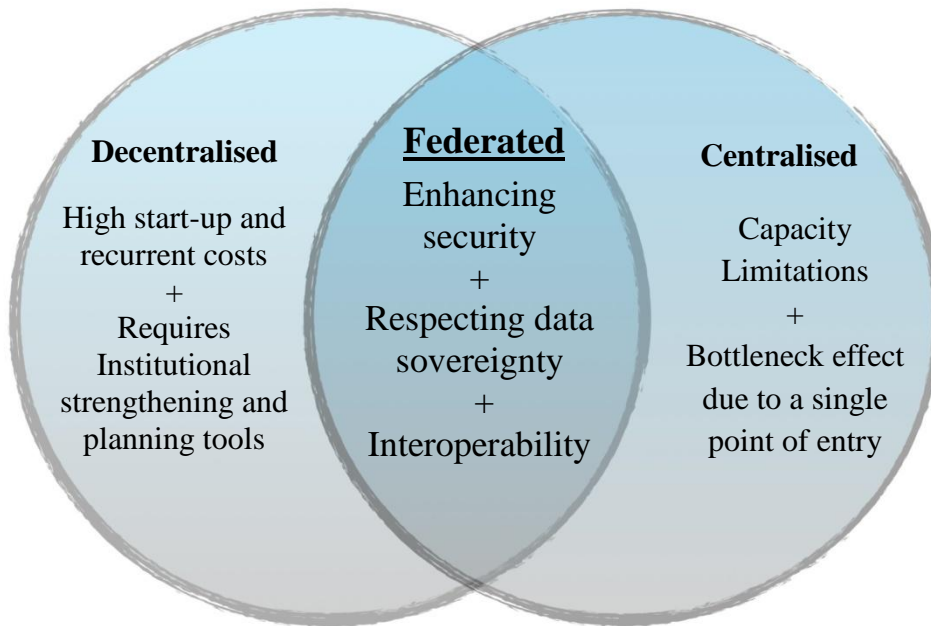 Decentralised
High start-up and
recurrent costs
+
Requires
Institutional
strengthening and
planning tools
Federated
Enhancing
security
+
Respecting data
sovereignty
+
Interoperability
Centralised
Capacity
Limitations
+
Bottleneck effect
due to a single
point of entry